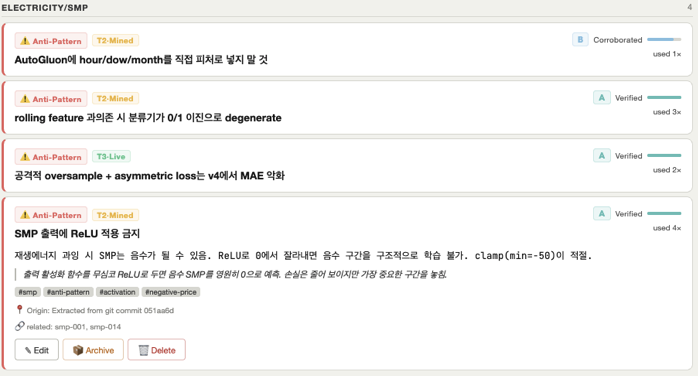 ELECTRICITY/SMP 4
⚠️ Anti-Pattern T2·Mined B Corroborated
AutoGluon에 hour/dow/month를 직접 피처로 넣지 말 것 used 1×
⚠️ Anti-Pattern T2·Mined A Verified
rolling feature 과의존 시 분류기가 0/1 이진으로 degenerate used 3×
⚠️ Anti-Pattern T3·Live A Verified
공격적 oversample + asymmetric loss는 v4에서 MAE 악화 used 2×
⚠️ Anti-Pattern T2·Mined A Verified
SMP 출력에 ReLU 적용 금지 used 4×
재생에너지 과잉 시 SMP는 음수가 될 수 있음. ReLU로 0에서 잘라내면 음수 구간을 구조적으로 학습 불가. clamp(min=-50)이 적절.
출력 활성화 함수를 무심코 ReLU로 두면 음수 SMP를 영원히 0으로 예측. 손실은 줄어 보이지만 가장 중요한 구간을 놓침.
#smp #anti-pattern #activation #negative-price
📍 Origin: Extracted from git commit 051aa6d
🔗 related: smp-001, smp-014
✎ Edit 📦 Archive 🗑️ Delete